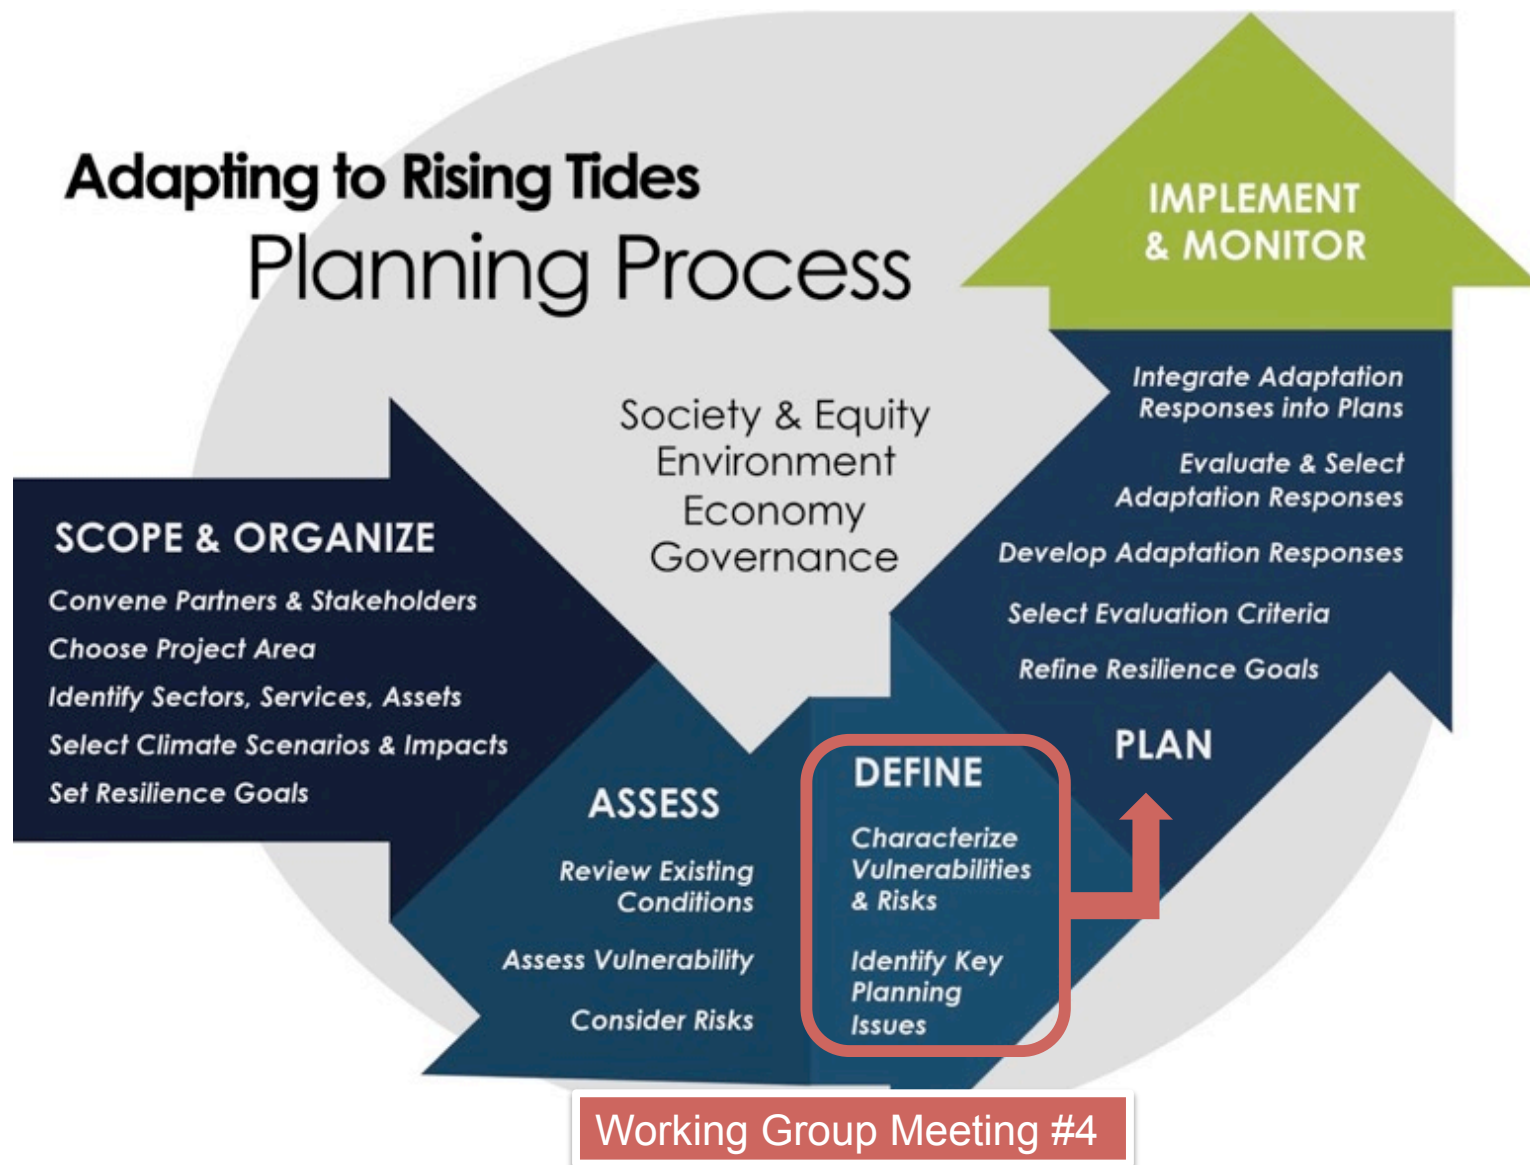 Adapting to Rising Tides
Planning Process
Society & Equity
Environment
Economy
Governance
SCOPE & ORGANIZE
Convene Partners & Stakeholders
Choose Project Area
Identify Sectors, Services, Assets
Select Climate Scenarios & Impacts
Set Resilience Goals
ASSESS
Review Existing
Conditions
Assess Vulnerability
Consider Risks
DEFINE
Characterize
Vulnerabilities
& Risks
Identify Key
Planning
Issues
IMPLEMENT
& MONITOR
Integrate Adaptation
Responses into Plans
Evaluate & Select
Adaptation Responses
Develop Adaptation Responses
Select Evaluation Criteria
Refine Resilience Goals
PLAN
Working Group Meeting #4